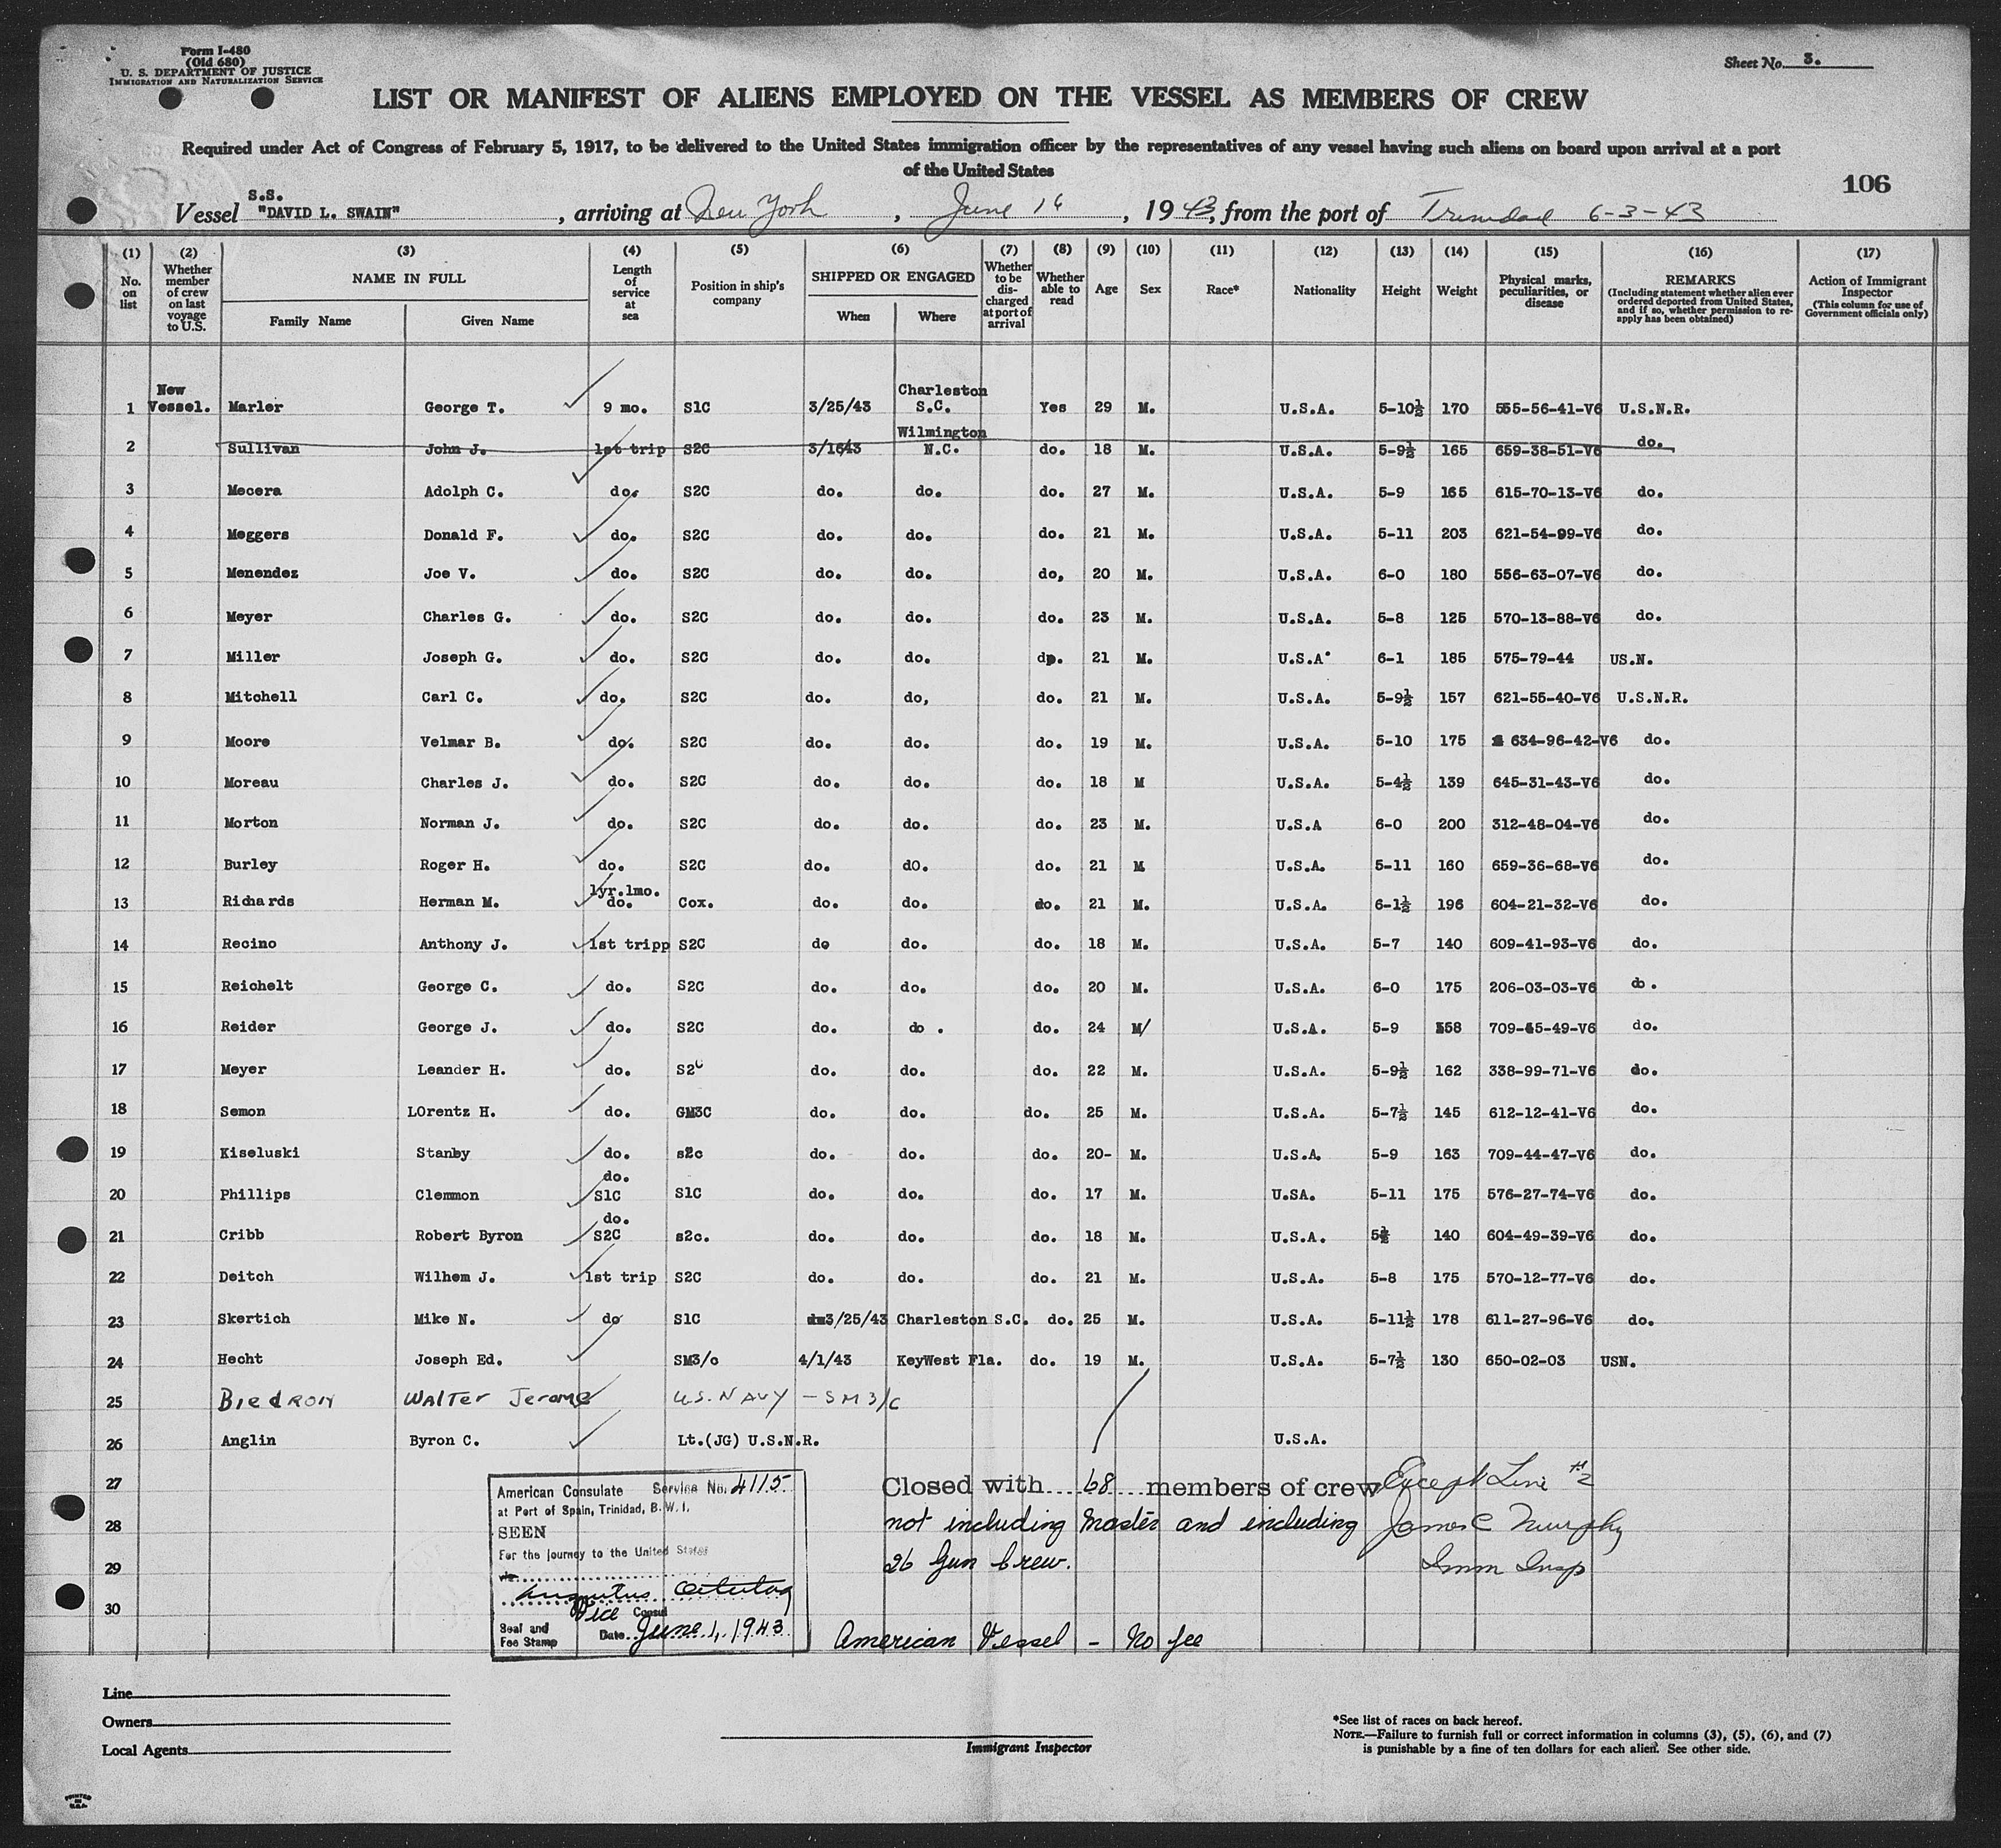 Form I-480
(Old 680)
U. S. DEPARTMENT OF JUSTICE
IMMIGRATION AND NATURALIZATION SERVICE
Sheet No. 3.
LIST OR MANIFEST OF ALIENS EMPLOYED ON THE VESSEL AS MEMBERS OF CREW
Required under Act of Congress of February 5, 1917, to be delivered to the United States immigration officer by the representatives of any vessel having such aliens on board upon arrival at a port
of the United States
106
Vessel S.S. "DAVID L. SWAIN", arriving at New York, June 16, 1943, from the port of Trinidad 6-3-43
(1) No. on list
(2) Whether member of crew on last voyage to U.S.
(3) NAME IN FULL Family Name Given Name
(4) Length of service at sea
(5) Position in ship's company
(6) SHIPPED OR ENGAGED When Where
(7) Whether to be discharged at port of arrival
(8) Whether able to read
(9) Age
(10) Sex
(11) Race*
(12) Nationality
(13) Height
(14) Weight
(15) Physical marks, peculiarities, or disease
(16) REMARKS (Including statement whether alien ever ordered deported from United States, and if so, whether permission to reapply has been obtained)
(17) Action of Immigrant Inspector (This column for use of Government officials only)
1 New Vessel. Marler George T. 9 mo. S1C 3/25/43 Charleston S.C. Yes 29 M. U.S.A. 5-10½ 170 555-56-41-V6 U.S.N.R.
2 Sullivan John J. 1st trip S2C 3/1643 Wilmington N.C. do. 18 M. U.S.A. 5-9½ 165 659-38-51-V6 do.
3 Mecera Adolph C. do. S2C do. do. do. 27 M. U.S.A. 5-9 165 615-70-13-V6 do.
4 Meggers Donald F. do. S2C do. do. do. 21 M. U.S.A. 5-11 203 621-54-99-V6 do.
5 Menendez Joe V. do. S2C do. do. do, 20 M. U.S.A. 6-0 180 556-63-07-V6 do.
6 Meyer Charles G. do. S2C do. do. do. 23 M. U.S.A. 5-8 125 570-13-88-V6 do.
7 Miller Joseph G. do. S2C do. do. do. 21 M. U.S.A. 6-1 185 575-79-44 US.N.
8 Mitchell Carl C. do. S2C do. do, do. 21 M. U.S.A. 5-9½ 157 621-55-40-V6 U.S.N.R.
9 Moore Velmar B. do. S2C do. do. do. 19 M. U.S.A. 5-10 175 634-96-42-V6 do.
10 Moreau Charles J. do. S2C do. do. do. 18 M U.S.A. 5-4½ 139 645-31-43-V6 do.
11 Morton Norman J. do. S2C do. do. do. 23 M. U.S.A 6-0 200 312-48-04-V6 do.
12 Burley Roger H. do. S2C do. do. do. 21 M U.S.A. 5-11 160 659-36-68-V6 do.
13 Richards Herman M. 1yr.1mo. do. Cox. do. do. do. 21 M. U.S.A. 6-1½ 196 604-21-32-V6 do.
14 Recino Anthony J. 1st tripp S2C do do. do. 18 M. U.S.A. 5-7 140 609-41-93-V6 do.
15 Reichelt George C. do. S2C do. do. do. 20 M. U.S.A. 6-0 175 206-03-03-V6 do.
16 Reider George J. do. S2C do. do . do. 24 M/ U.S.A. 5-9 158 709-45-49-V6 do.
17 Meyer Leander H. do. S2C do. do. do. 22 M. U.S.A. 5-9½ 162 338-99-71-V6 do.
18 Semon LOrentz H. do. GM3C do. do. do. 25 M. U.S.A. 5-7½ 145 612-12-41-V6 do.
19 Kiseluski Stanby do. s2c do. do. do. 20- M. U.S.A. 5-9 163 709-44-47-V6 do.
20 Phillips Clemmon do. S1C S1C do. do. do. 17 M. U.SA. 5-11 175 576-27-74-V6 do.
21 Cribb Robert Byron do. S2C s2c. do. do. do. 18 M. U.S.A. 140 604-49-39-V6 do.
22 Deitch Wilhem J. 1st trip S2C do. do. do. 21 M. U.S.A. 5-8 175 570-12-77-V6 do.
23 Skertich Mike N. do S1C 3/25/43 Charleston S.C. do. 25 M. U.S.A. 5-11½ 178 611-27-96-V6 do.
24 Hecht Joseph Ed. SM3/c 4/1/43 KeyWest Fla. do. 19 M. U.S.A. 5-7½ 130 650-02-03 USN.
25 Biedron Walter Jerome U.S. NAVY - SM3/c
26 Anglin Byron C. Lt.(JG) U.S.N.R. U.S.A.
27
28
29
30
American Consulate Service No. 4115
at Port of Spain, Trinidad, B.W.I.
SEEN
For the journey to the United States
Vice Consul
Seal and Fee Stamp Date June 1, 1943
Closed with 68 members of crew Except Line #2
not including Master and including James C Murphy
26 Gun Crew. Imm Insp
American Vessel - No fee
Line
Owners
Local Agents
Immigrant Inspector
*See list of races on back hereof.
NOTE.—Failure to furnish full or correct information in columns (3), (5), (6), and (7)
is punishable by a fine of ten dollars for each alien. See other side.
PRINTED IN U.S.A.